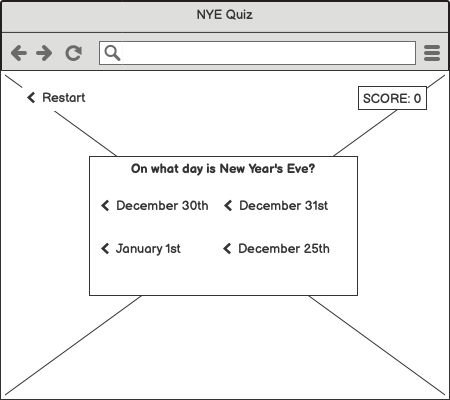 NYE Quiz
Restart
SCORE: 0
On what day is New Year's Eve?
December 30th
December 31st
January 1st
December 25th